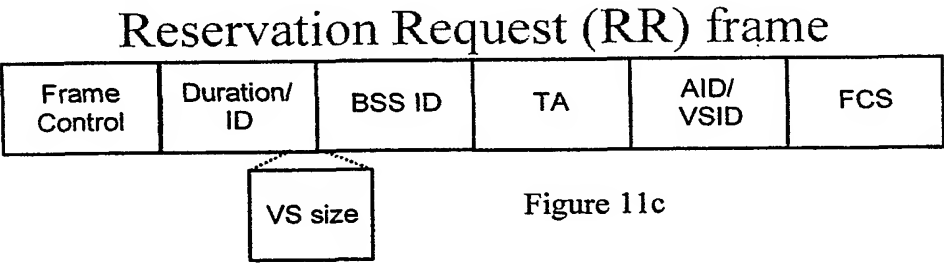 Reservation Request (RR) frame
Frame
Control
Duration/
ID
BSS ID
TA
AID/
VSID
FCS
VS size
Figure 11c